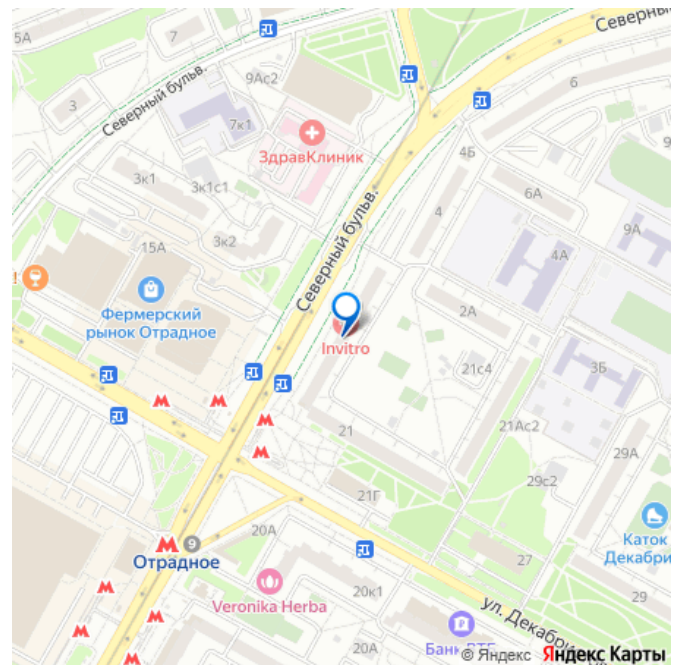 5А
7
9Ас2
Северный
6
3
Северный бульв.
7к1
ЗдравКлиник
4Б
9
3к1
3к1с1
6А
4
3к2
15А
Северный бульв.
9А
4А
!
Фермерский
рынок Отрадное
2А
Invitro
21с4
3Б
М
М
М
21
21Ас2
29А
29с2
21Г
20А
М
9
Отрадное
Каток
Декабри
27
Veronika Herba
20к1
29
М
М
М
ул. Декабри
20А
Банк ВТБ
© Яндекс Яндекс Карты